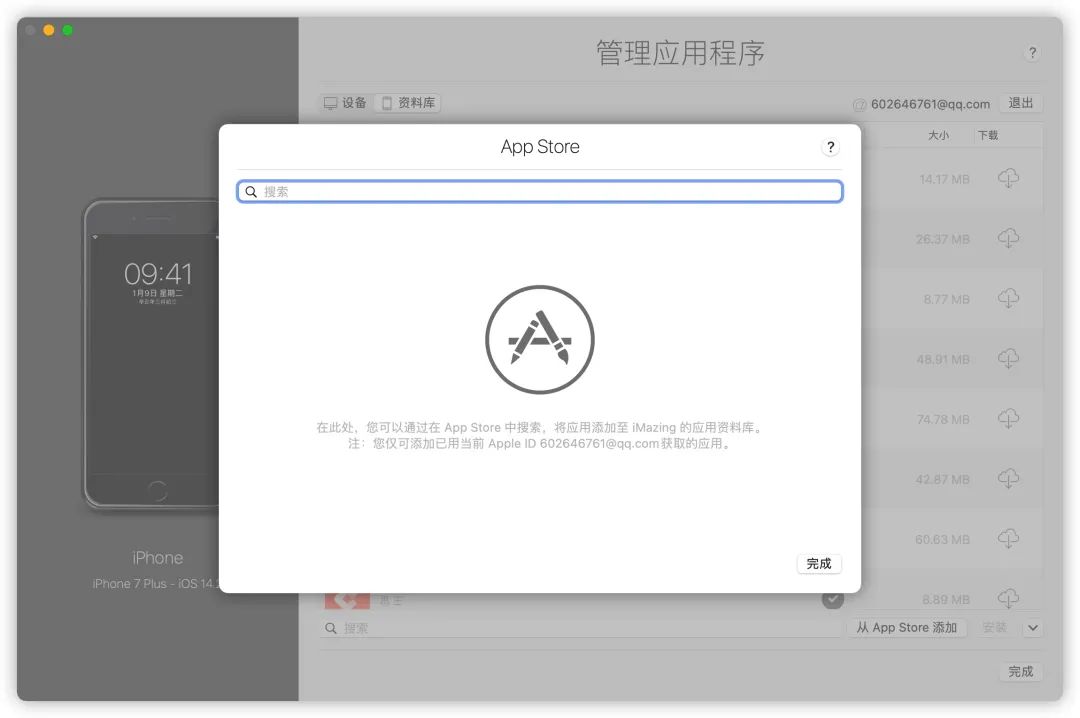 管理应用程序
?
设备
资料库
@ 602646761@qq.com
退出
大小
下载
App Store
?
搜索
14.17 MB
26.37 MB
09:41
1月9日 星期二
8.77 MB
48.91 MB
在此处，您可以通过在 App Store 中搜索，将应用添加至 iMazing 的应用资料库。
注：您仅可添加已用当前 Apple ID 602646761@qq.com获取的应用。
74.78 MB
42.87 MB
60.63 MB
iPhone
完成
iPhone 7 Plus - iOS 14.
8.89 MB
搜索
从 App Store 添加
安装
完成